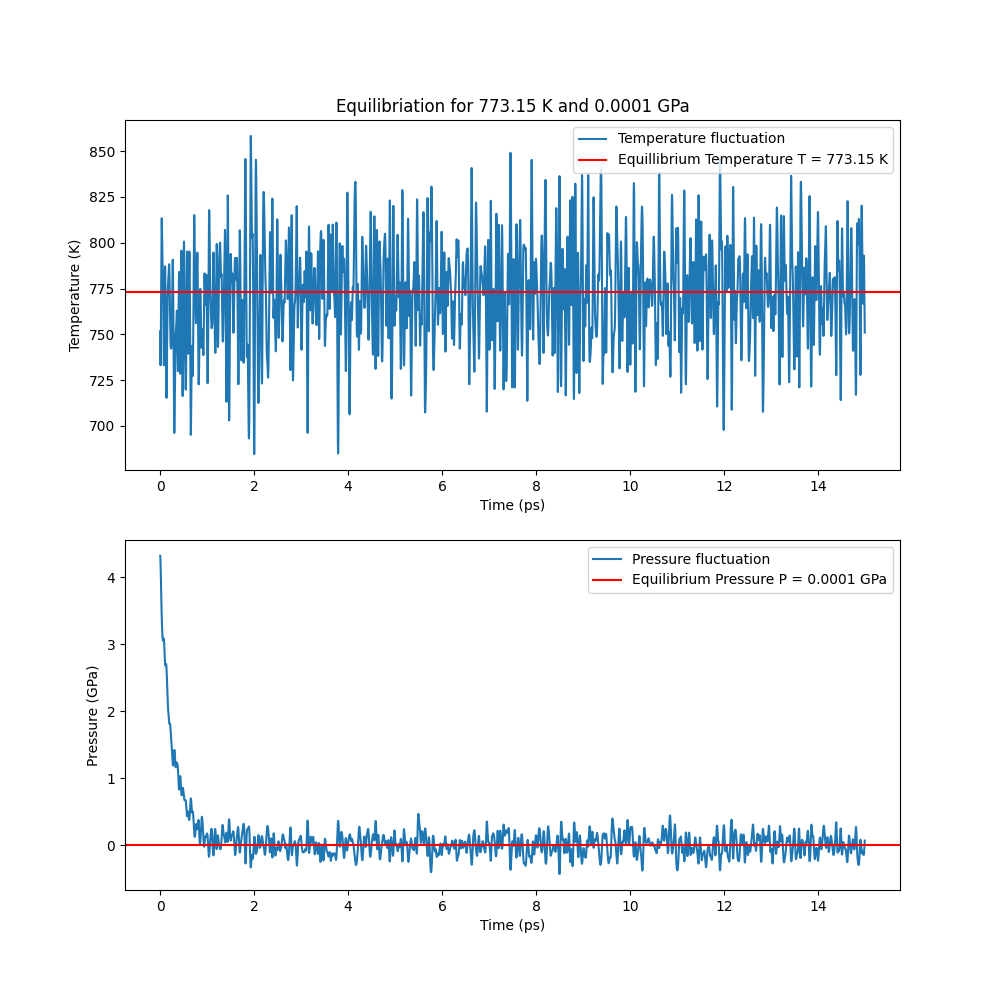 Equilibriation for 773.15 K and 0.0001 GPa
Temperature fluctuation
Equillibrium Temperature T = 773.15 K
850
825
800
775
750
725
700
Temperature (K)
0 2 4 6 8 10 12 14
Time (ps)
Pressure fluctuation
Equilibrium Pressure P = 0.0001 GPa
4
3
2
1
0
Pressure (GPa)
0 2 4 6 8 10 12 14
Time (ps)